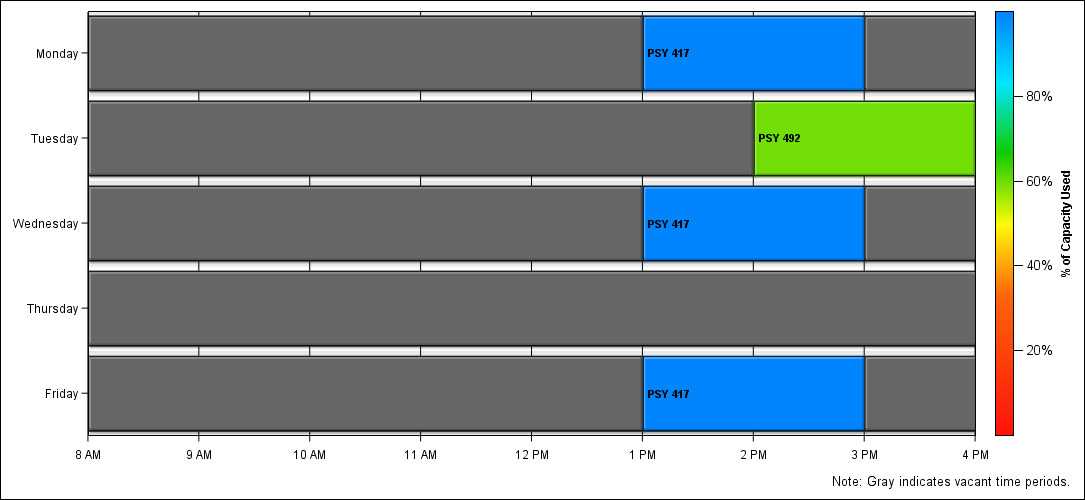 Monday
PSY 417
Tuesday
PSY 492
Wednesday
PSY 417
Thursday
Friday
PSY 417
8 AM 9 AM 10 AM 11 AM 12 PM 1 PM 2 PM 3 PM 4 PM
80%
60%
40%
20%
% of Capacity Used
Note: Gray indicates vacant time periods.